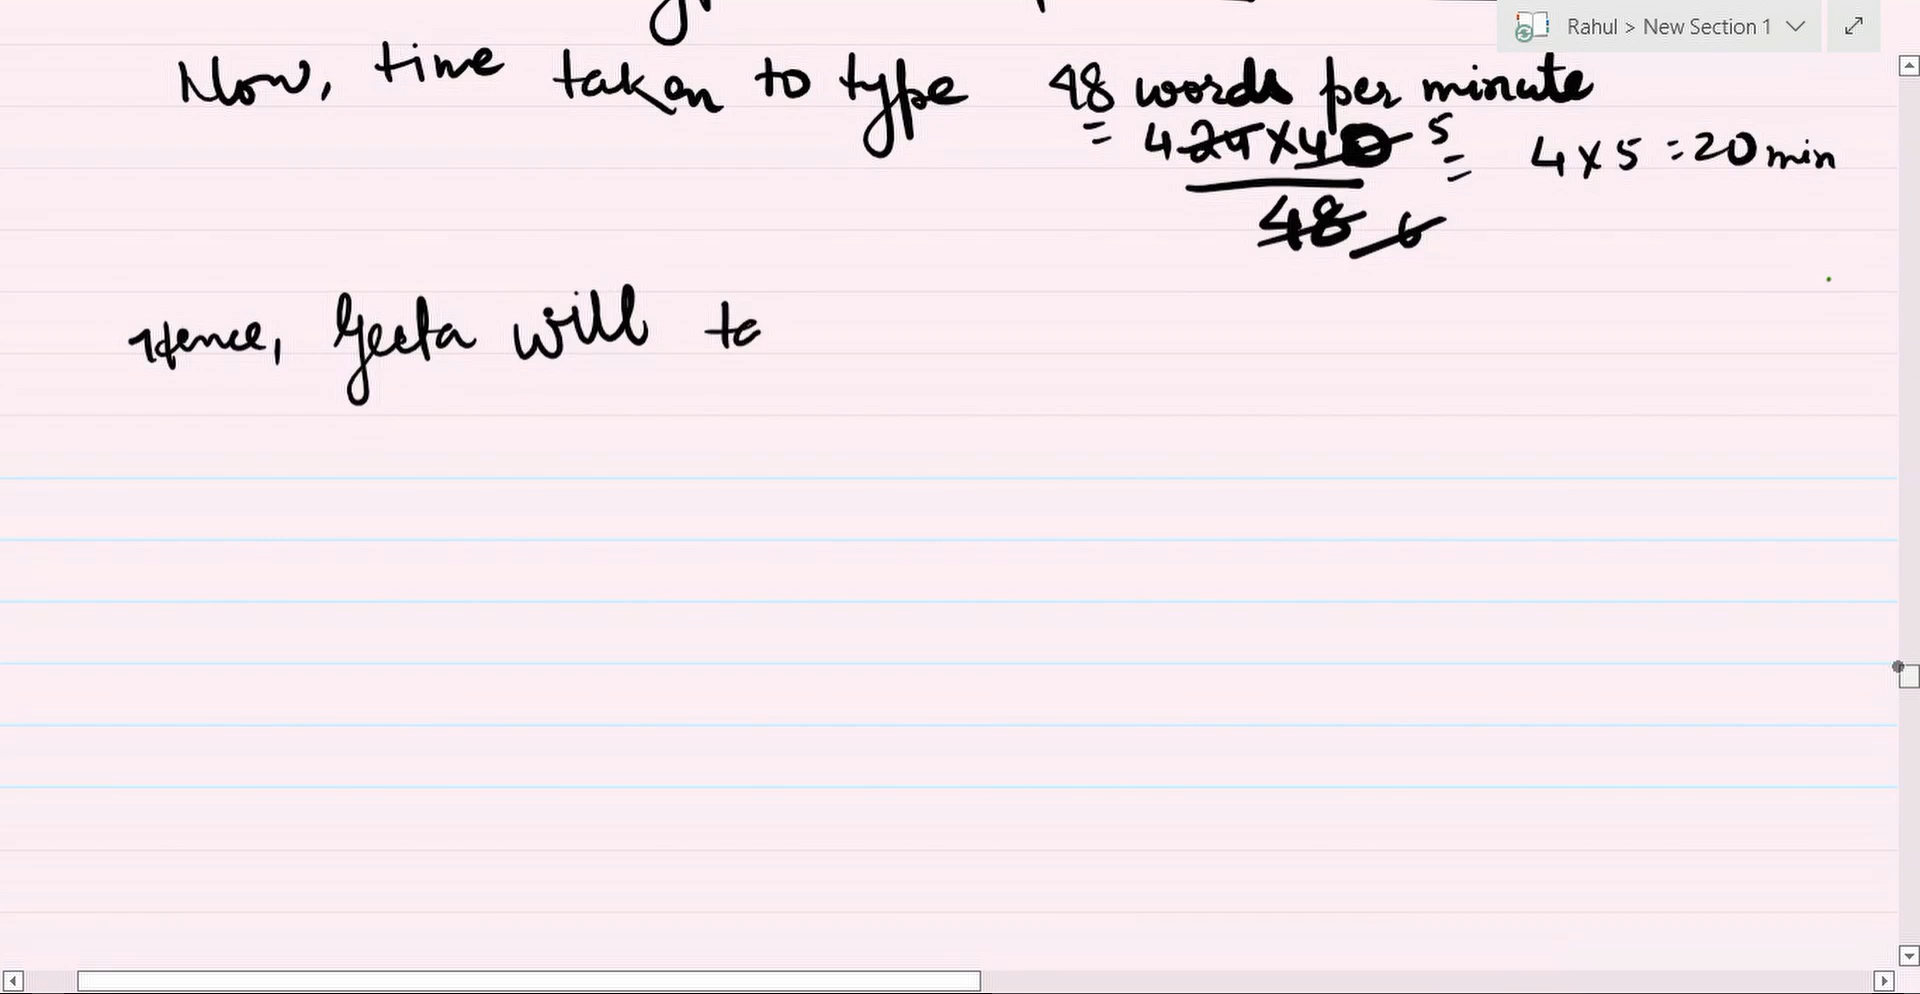 Rahul > New Section 1
Now, time taken to type 48 words per minute
= 4 24 × 40 5 = 4 × 5 = 20 min
48 6
Hence, Geeta will ta